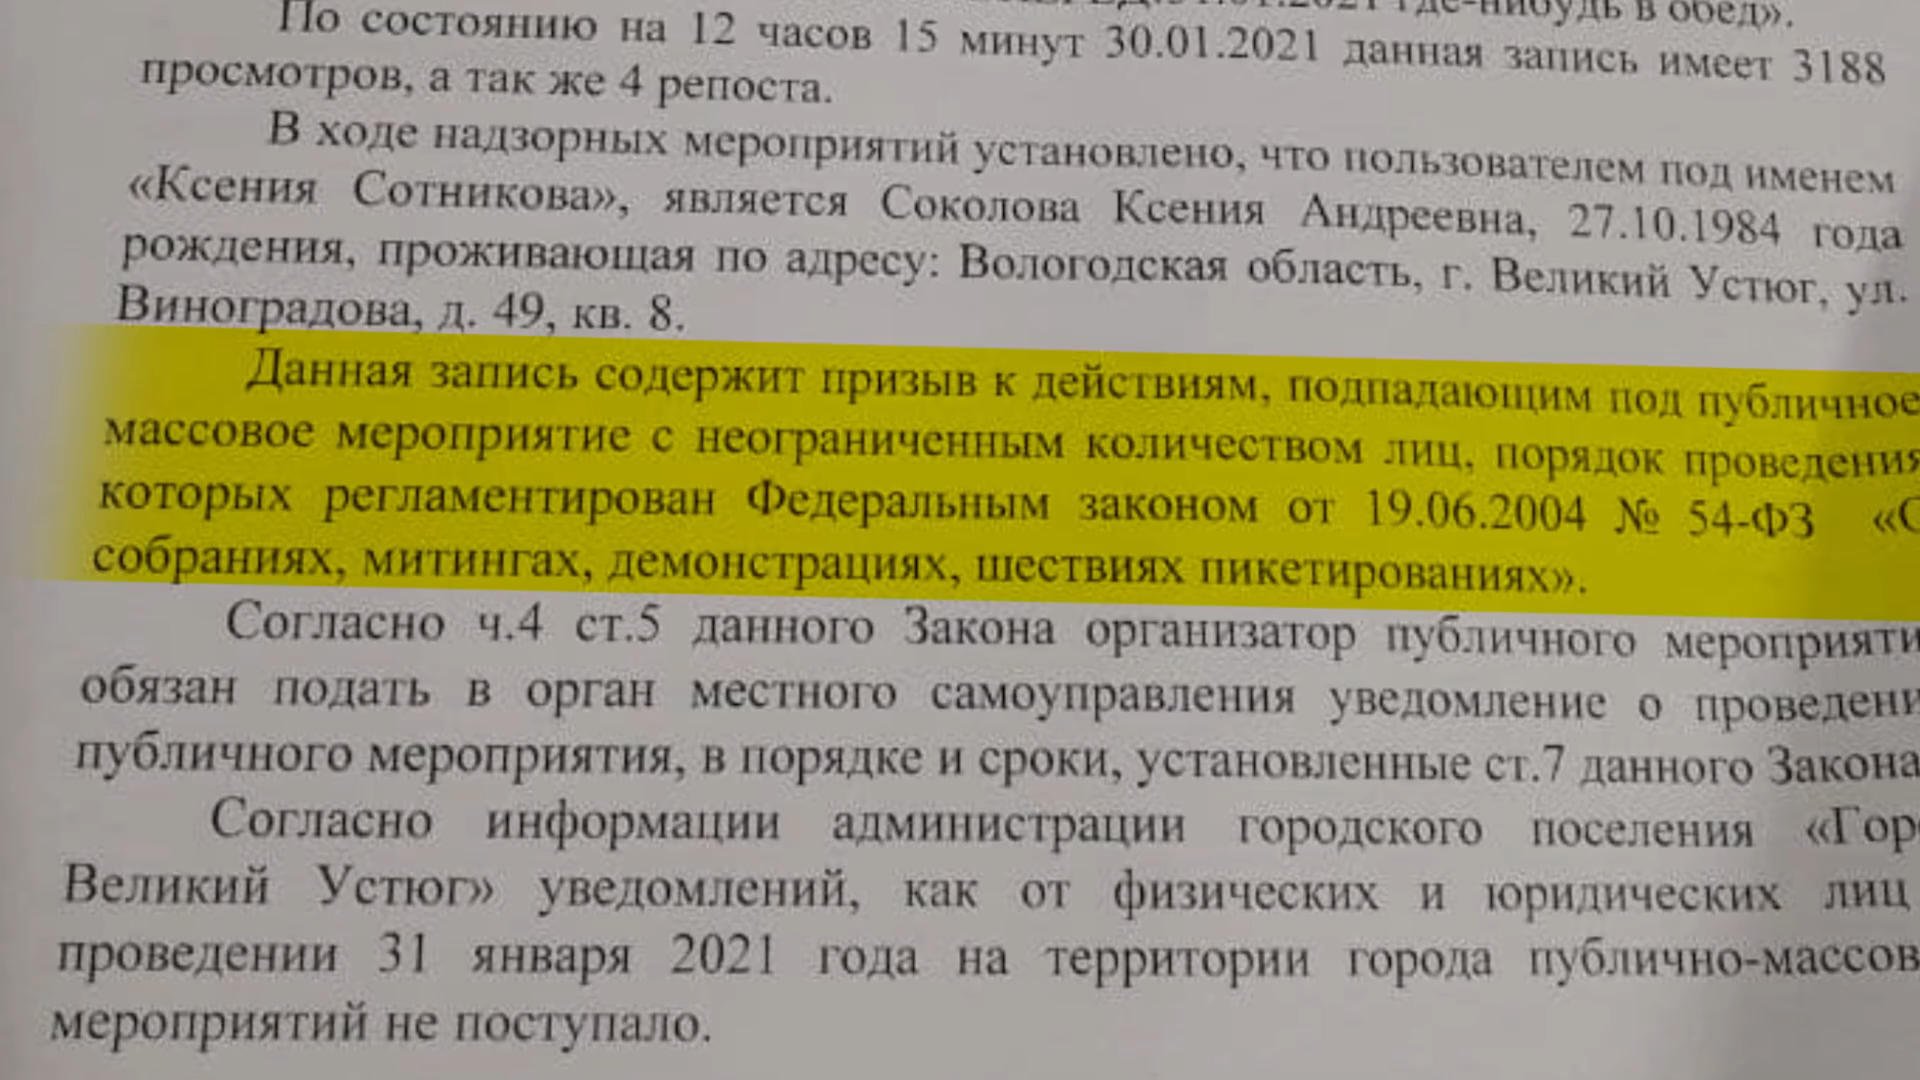 где-нибудь в обед».
По состоянию на 12 часов 15 минут 30.01.2021 данная запись имеет 3188
просмотров, а так же 4 репоста.
В ходе надзорных мероприятий установлено, что пользователем под именем
«Ксения Сотникова», является Соколова Ксения Андреевна, 27.10.1984 года
рождения, проживающая по адресу: Вологодская область, г. Великий Устюг, ул.
Виноградова, д. 49, кв. 8.
Данная запись содержит призыв к действиям, подпадающим под публичное
массовое мероприятие с неограниченным количеством лиц, порядок проведения
которых регламентирован Федеральным законом от 19.06.2004 № 54-ФЗ «О
собраниях, митингах, демонстрациях, шествиях пикетированиях».
Согласно ч.4 ст.5 данного Закона организатор публичного мероприяти
обязан подать в орган местного самоуправления уведомление о проведени
публичного мероприятия, в порядке и сроки, установленные ст.7 данного Закона
Согласно информации администрации городского поселения «Гор
Великий Устюг» уведомлений, как от физических и юридических лиц
проведении 31 января 2021 года на территории города публично-массов
мероприятий не поступало.